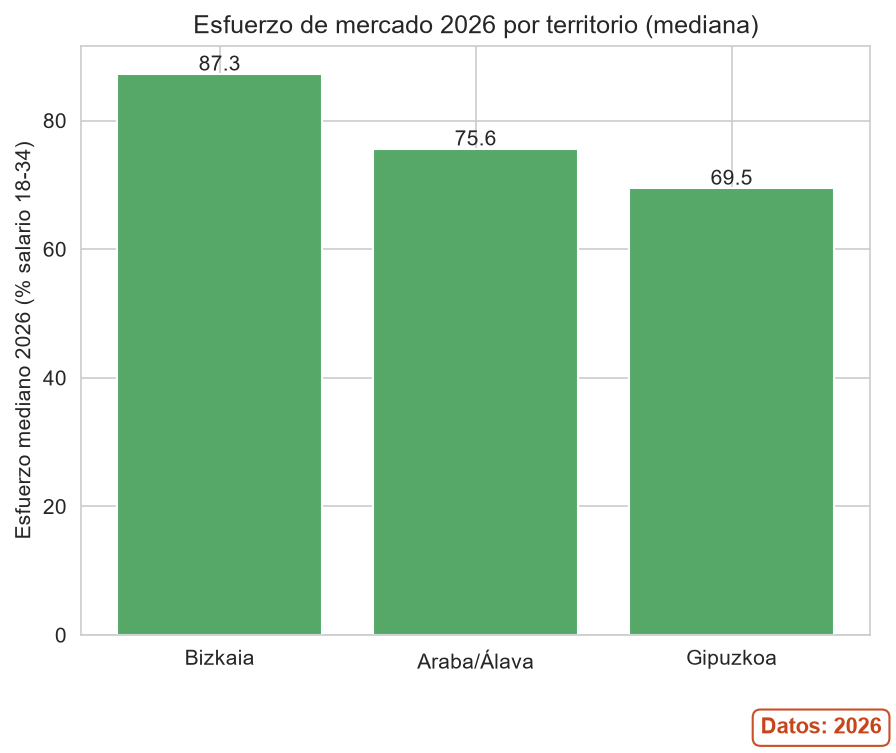 Esfuerzo de mercado 2026 por territorio (mediana)
Esfuerzo mediano 2026 (% salario 18-34)
80
60
40
20
0
87.3
75.6
69.5
Bizkaia
Araba/Álava
Gipuzkoa
Datos: 2026